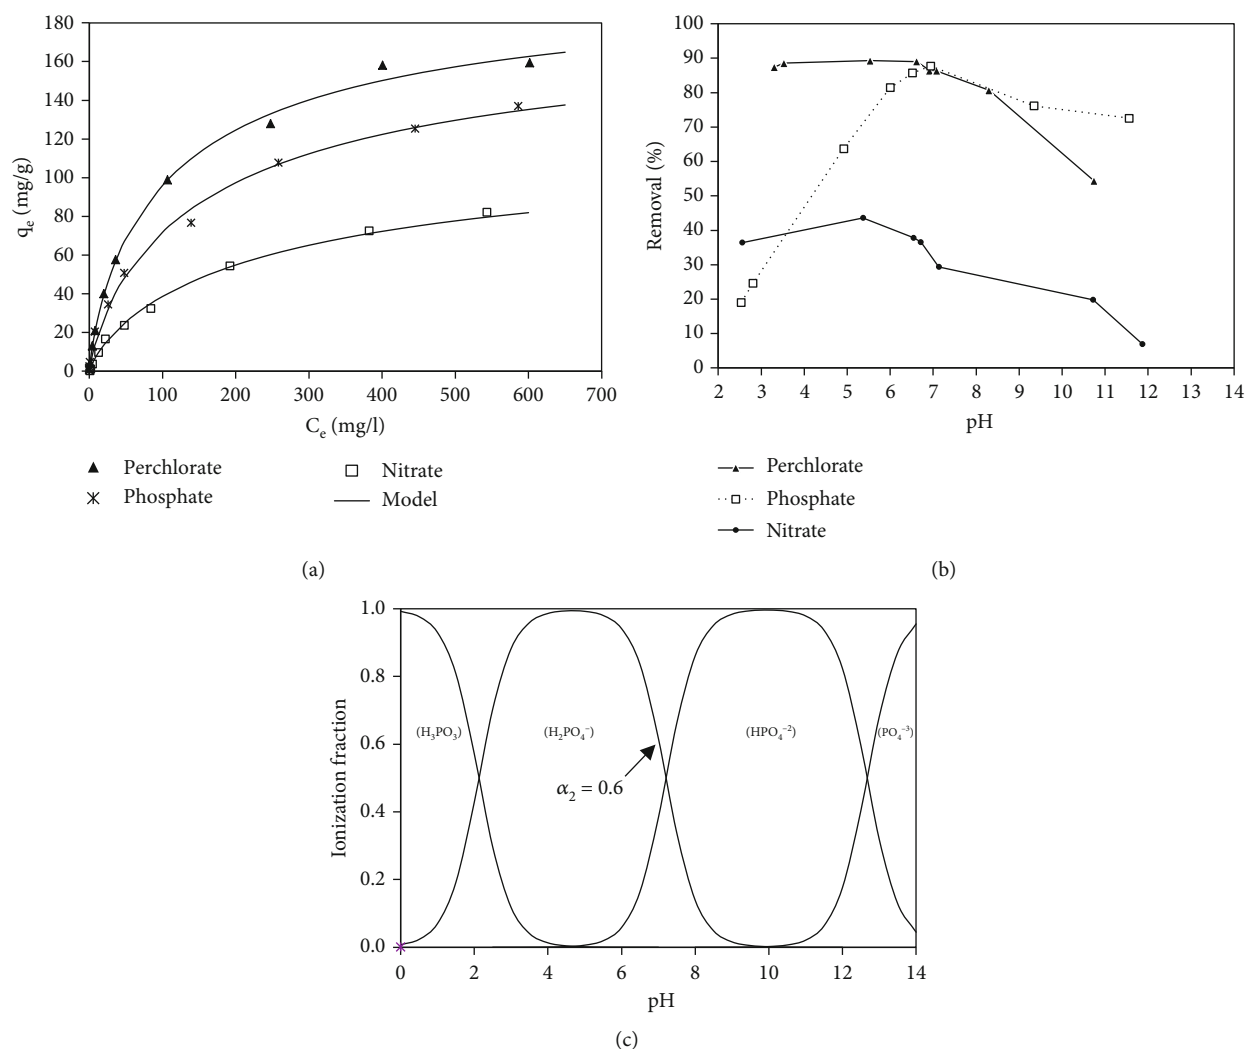 180
160
140
120
100
80
60
40
20
0
qe (mg/g)
0 100 200 300 400 500 600 700
Ce (mg/l)
Perchlorate
Phosphate
Nitrate
Model
(a)
100
90
80
70
60
50
40
30
20
10
0
Removal (%)
2 3 4 5 6 7 8 9 10 11 12 13 14
pH
Perchlorate
Phosphate
Nitrate
(b)
1.0
0.8
0.6
0.4
0.2
0.0
Ionization fraction
(H₃PO₃)
(H₂PO₄⁻)
(HPO₄⁻²)
(PO₄⁻³)
α₂ = 0.6
0 2 4 6 8 10 12 14
pH
(c)